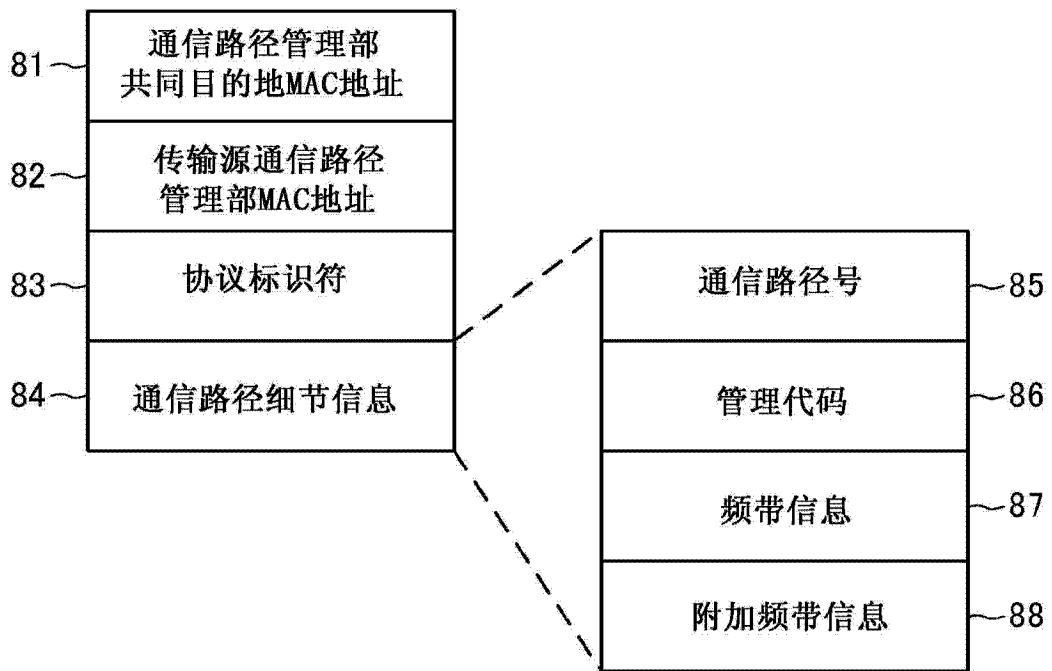 81
通信路径管理部
共同目的地MAC地址
82
传输源通信路径
管理部MAC地址
83
协议标识符
84
通信路径细节信息
通信路径号
85
管理代码
86
频带信息
87
附加频带信息
88